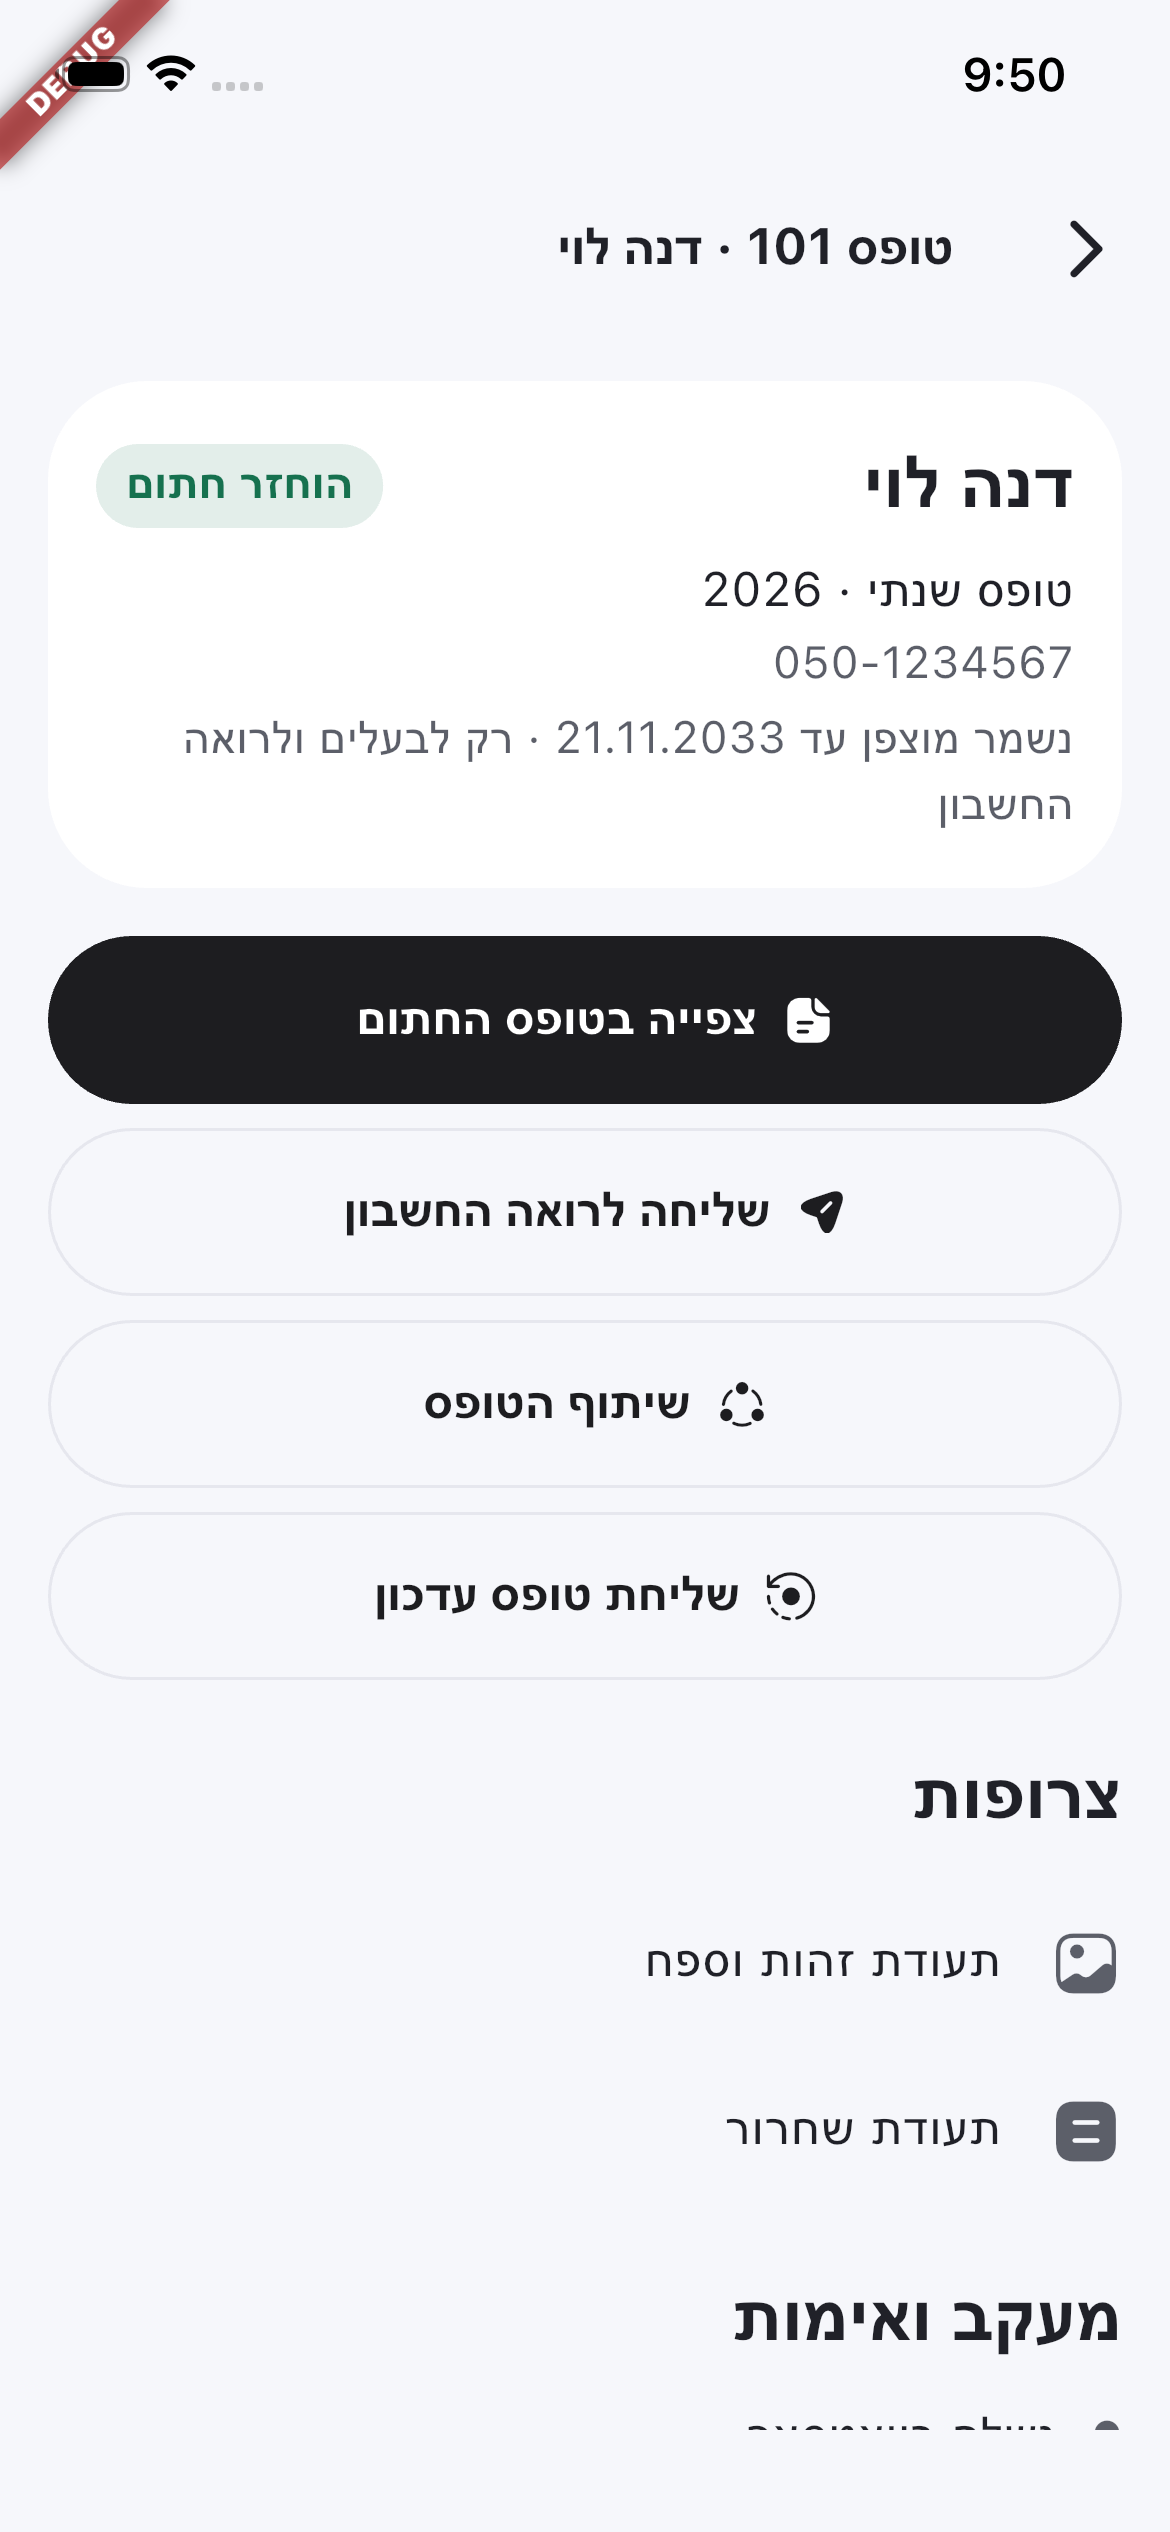 9:50
DEBUG
טופס 101 · דנה לוי
דנה לוי
הוחזר חתום
טופס שנתי · 2026
050-1234567
נשמר מוצפן עד 21.11.2033 · רק לבעלים ולרואה
החשבון
צפייה בטופס החתום
שליחה לרואה החשבון
שיתוף הטופס
שליחת טופס עדכון
צרופות
תעודת זהות וספח
תעודת שחרור
מעקב ואימות